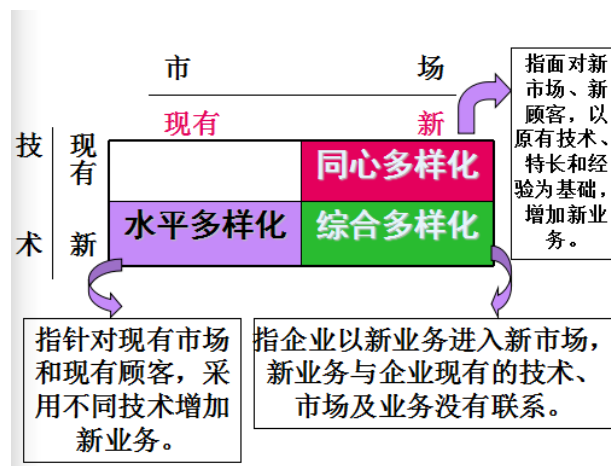 市 场
现有 新
技 术
现有
新
同心多样化
水平多样化
综合多样化
指面对新
市场、新
顾客，以
原有技术、
特长和经
验为基础，
增加新业
务。
指针对现有市场
和现有顾客，采
用不同技术增加
新业务。
指企业以新业务进入新市场，
新业务与企业现有的技术、
市场及业务没有联系。